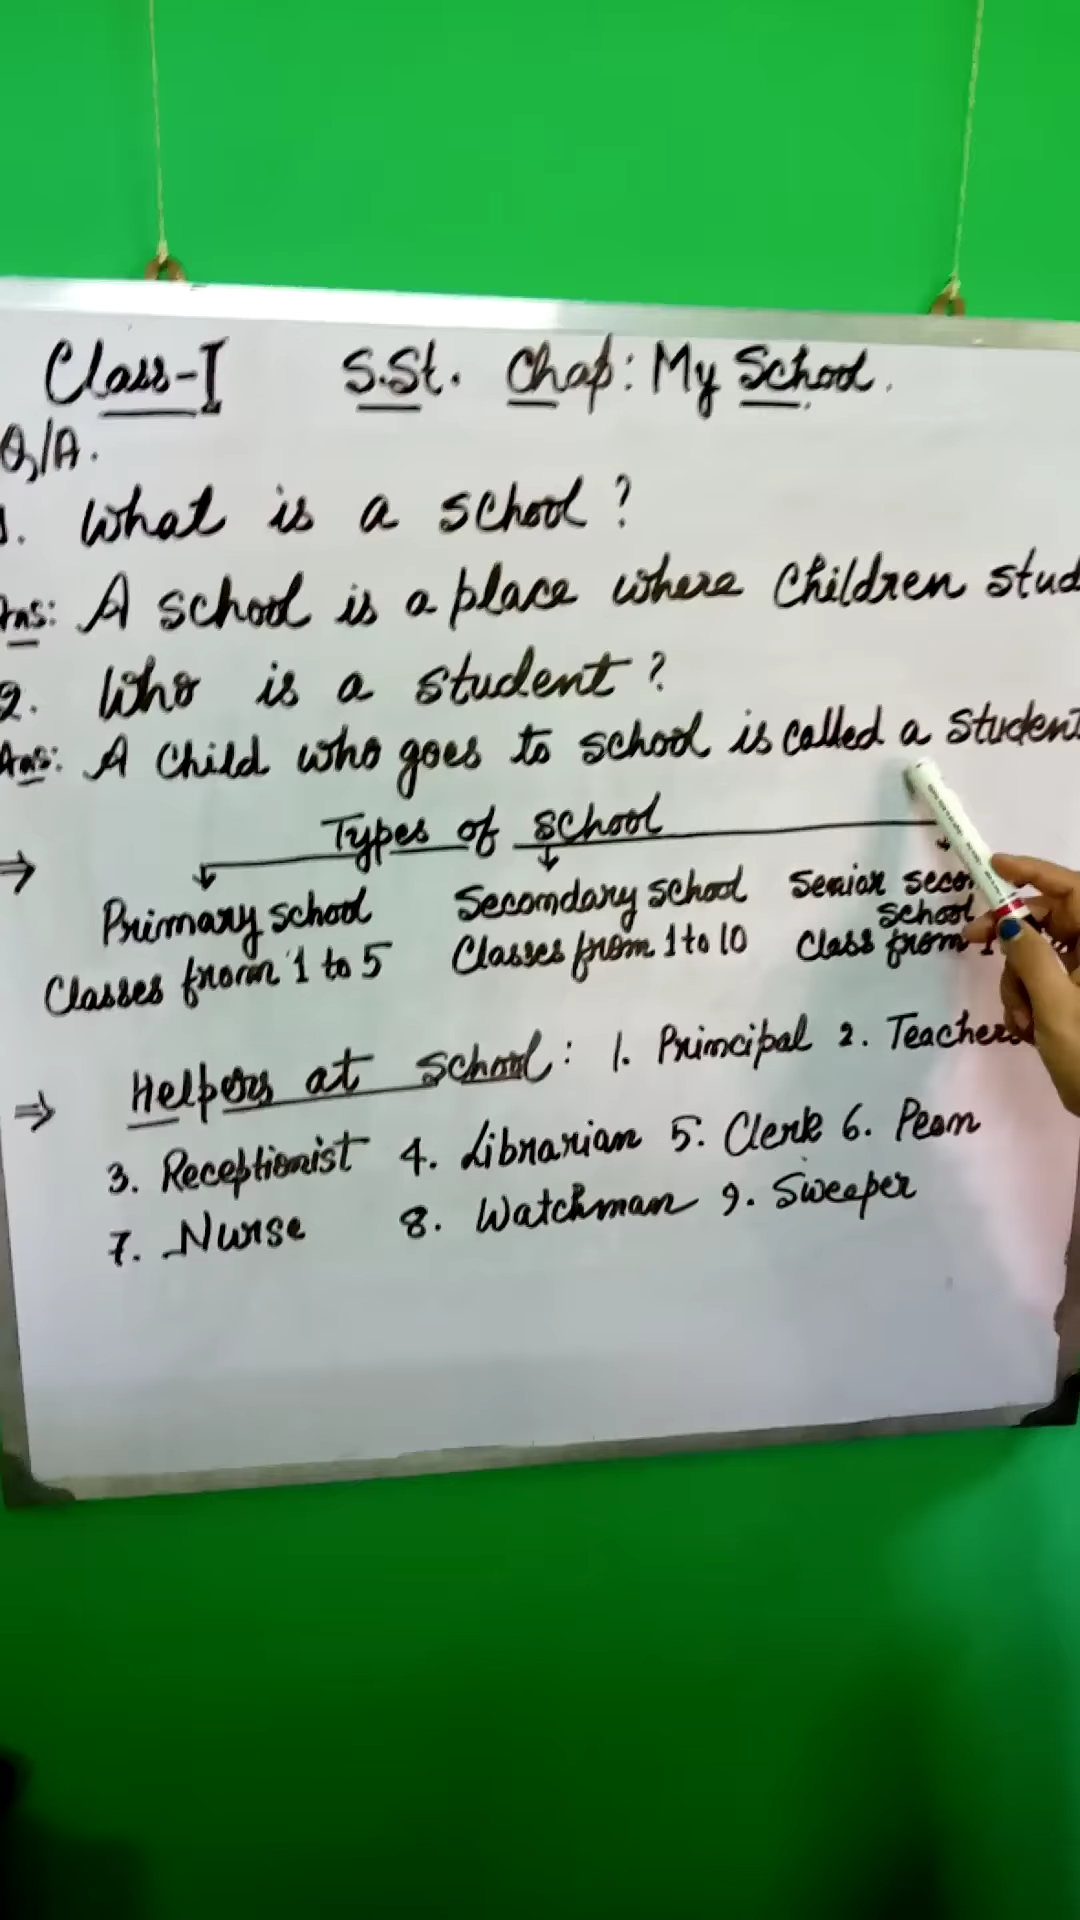 Class-I S.St. Chap: My School.
Q/A.
1. What is a school?
Ans: A school is a place where children stud
2. Who is a student?
Ans: A child who goes to school is called a student
⇒ Types of school
Primary school Secondary school Senior seco
school
Classes from 1 to 5 Classes from 1 to 10 Class from 1
⇒ Helpers at school: 1. Principal 2. Teachers
3. Receptionist 4. Librarian 5. Clerk 6. Peon
7. Nurse 8. Watchman 9. Sweeper